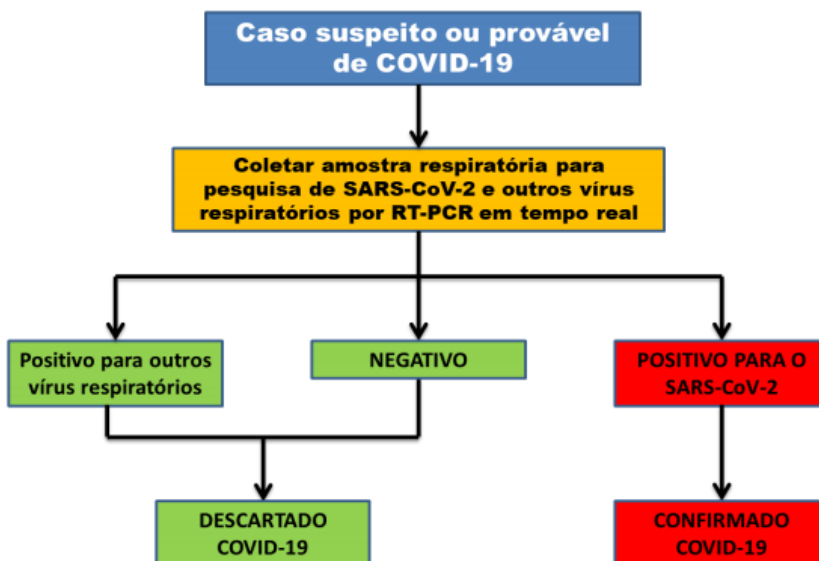 Caso suspeito ou provável
de COVID-19
Coletar amostra respiratória para
pesquisa de SARS-CoV-2 e outros vírus
respiratórios por RT-PCR em tempo real
Positivo para outros
vírus respiratórios
NEGATIVO
POSITIVO PARA O
SARS-CoV-2
DESCARTADO
COVID-19
CONFIRMADO
COVID-19